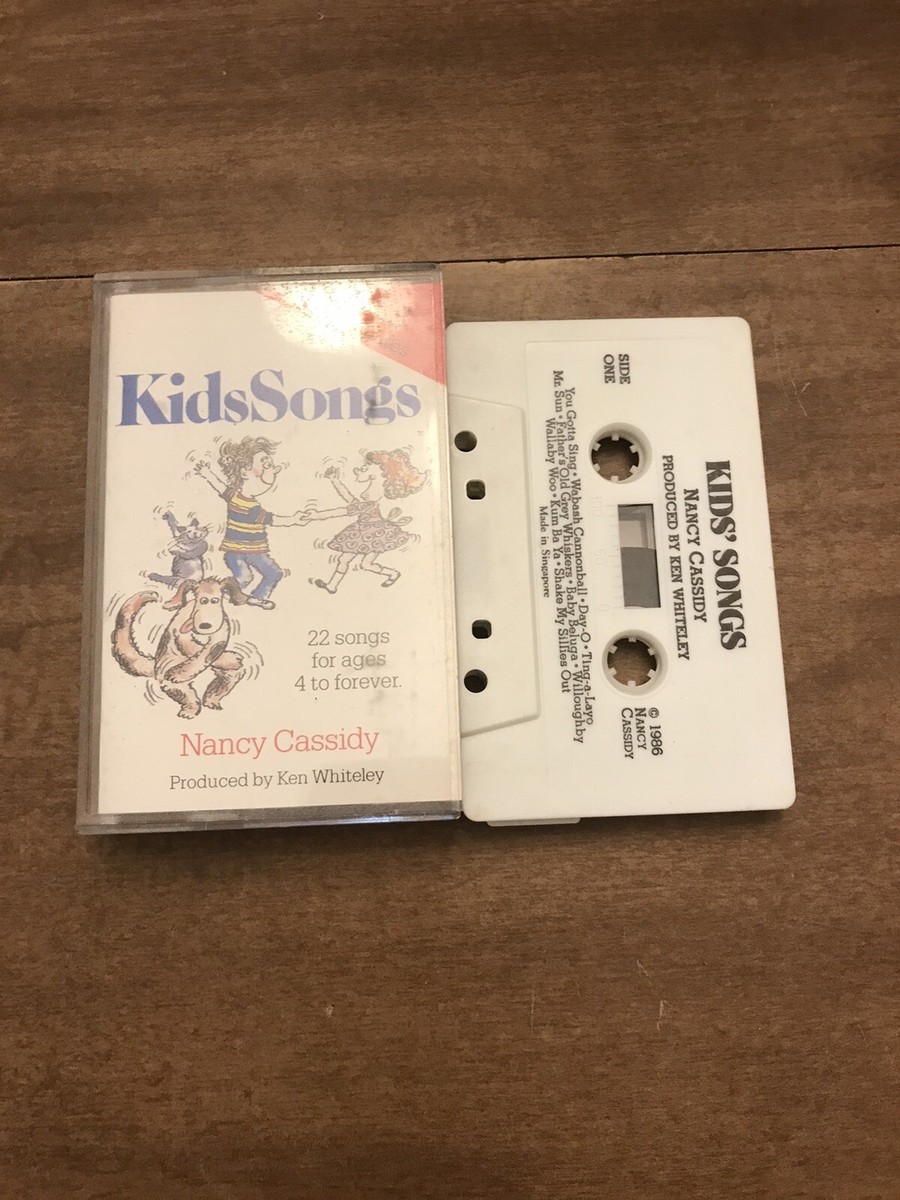 KidsSongs
22 songs
for ages
4 to forever.
Nancy Cassidy
Produced by Ken Whiteley
KIDS' SONGS
NANCY CASSIDY
PRODUCED BY KEN WHITELEY
SIDE
ONE
© 1986
NANCY
CASSIDY
You Gotta Sing • Wabash Cannonball • Day-O • Ting-a-Layo
Mr. Sun • Father's Old Grey Whiskers • Baby Beluga • Willoughby
Wallaby Woo • Kum Ba Ya • Shake My Sillies Out
Made in Singapore